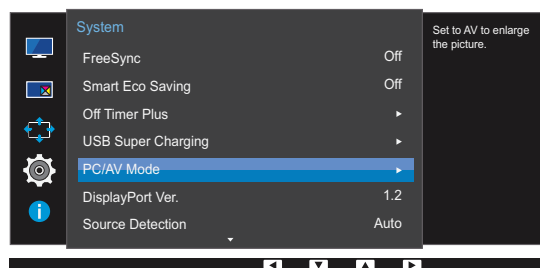 System
FreeSync Off
Smart Eco Saving Off
Off Timer Plus
USB Super Charging
PC/AV Mode
DisplayPort Ver. 1.2
Source Detection Auto
Set to AV to enlarge
the picture.